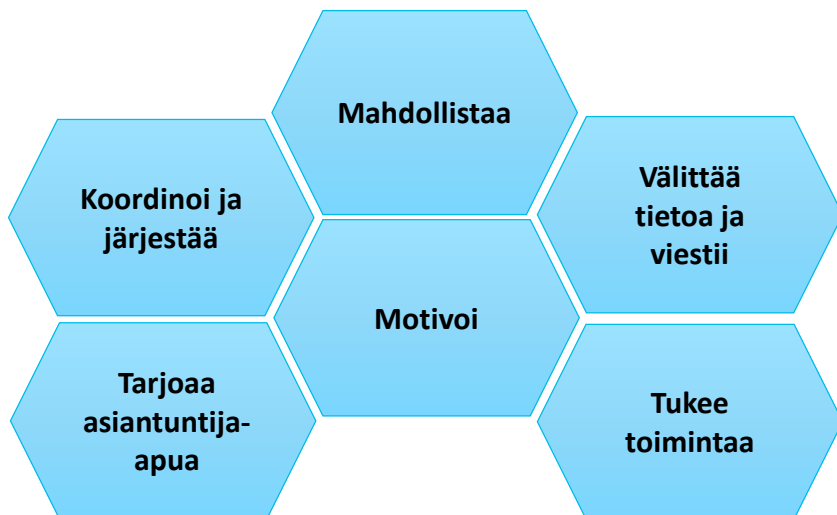 Mahdollistaa
Koordinoi ja
järjestää
Välittää
tietoa ja
viestii
Motivoi
Tarjoaa
asiantuntija-
apua
Tukee
toimintaa